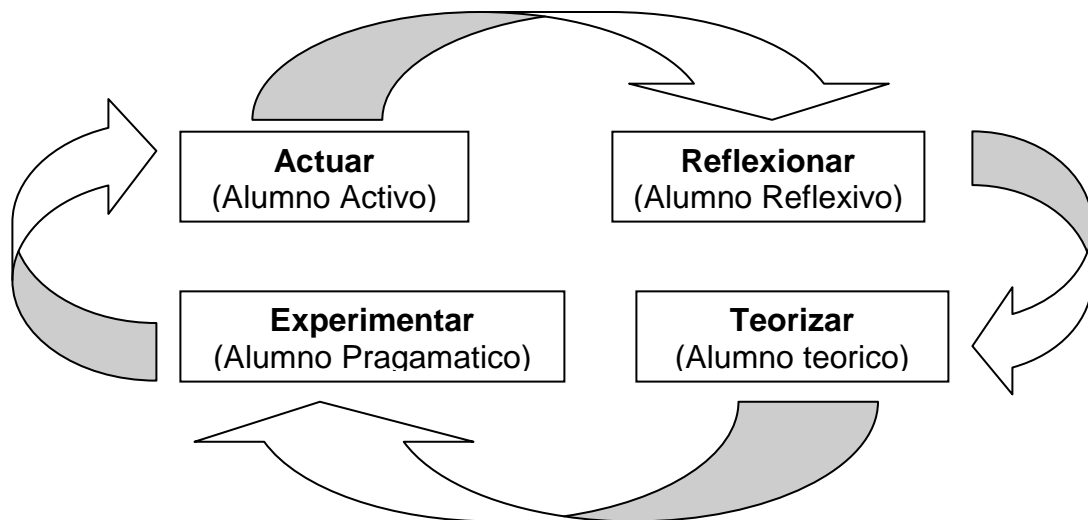 Actuar
(Alumno Activo)
Reflexionar
(Alumno Reflexivo)
Experimentar
(Alumno Pragamatico)
Teorizar
(Alumno teorico)